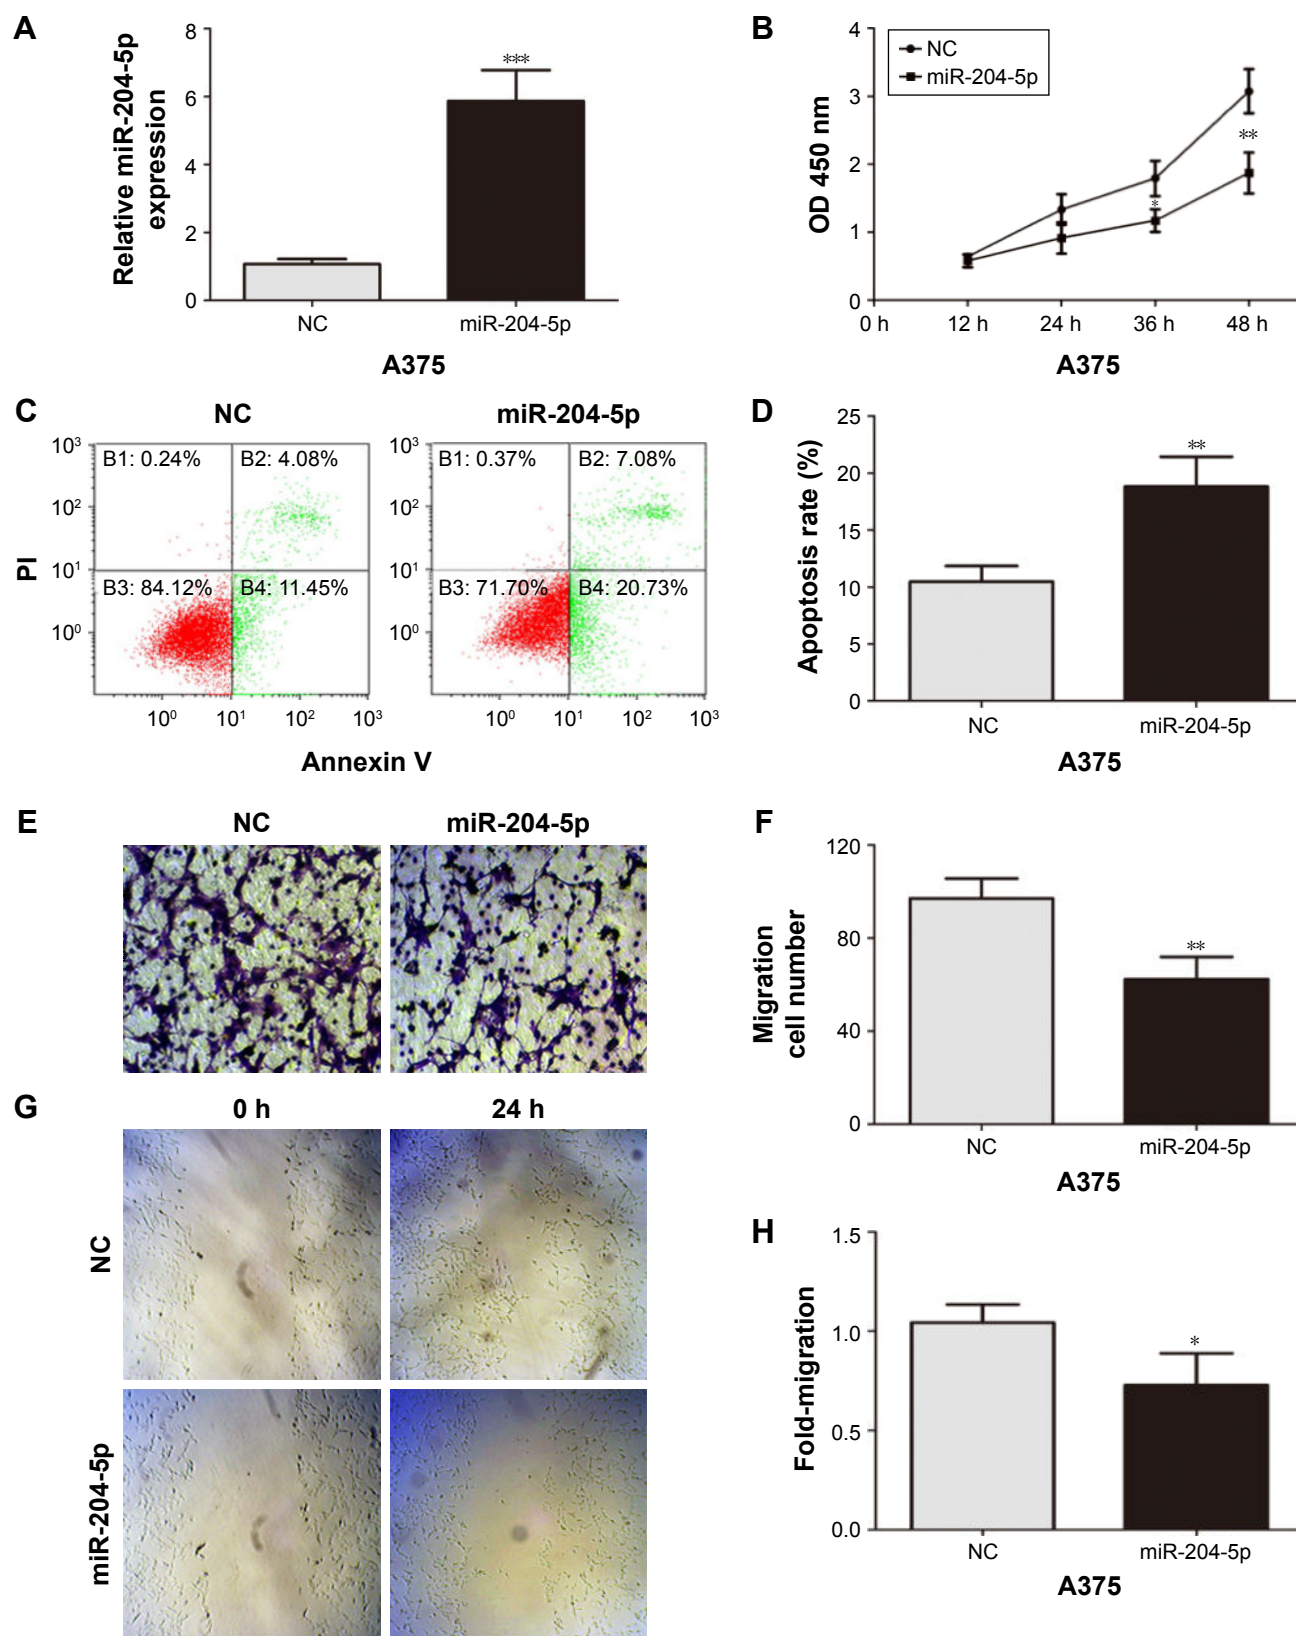 A
Relative miR-204-5p
expression
8
6
4
2
0
***
NC
miR-204-5p
A375
B
OD 450 nm
4
3
2
1
0
NC
miR-204-5p
*
**
0 h
12 h
24 h
36 h
48 h
A375
C
NC
miR-204-5p
PI
10³
10²
10¹
10⁰
B1: 0.24%
B2: 4.08%
B3: 84.12%
B4: 11.45%
10⁰
10¹
10²
10³
10³
10²
10¹
10⁰
B1: 0.37%
B2: 7.08%
B3: 71.70%
B4: 20.73%
10⁰
10¹
10²
10³
Annexin V
D
Apoptosis rate (%)
25
20
15
10
5
0
**
NC
miR-204-5p
A375
E
NC
miR-204-5p
F
Migration
cell number
120
80
40
0
**
NC
miR-204-5p
A375
G
0 h
24 h
NC
miR-204-5p
H
Fold-migration
1.5
1.0
0.5
0.0
*
NC
miR-204-5p
A375